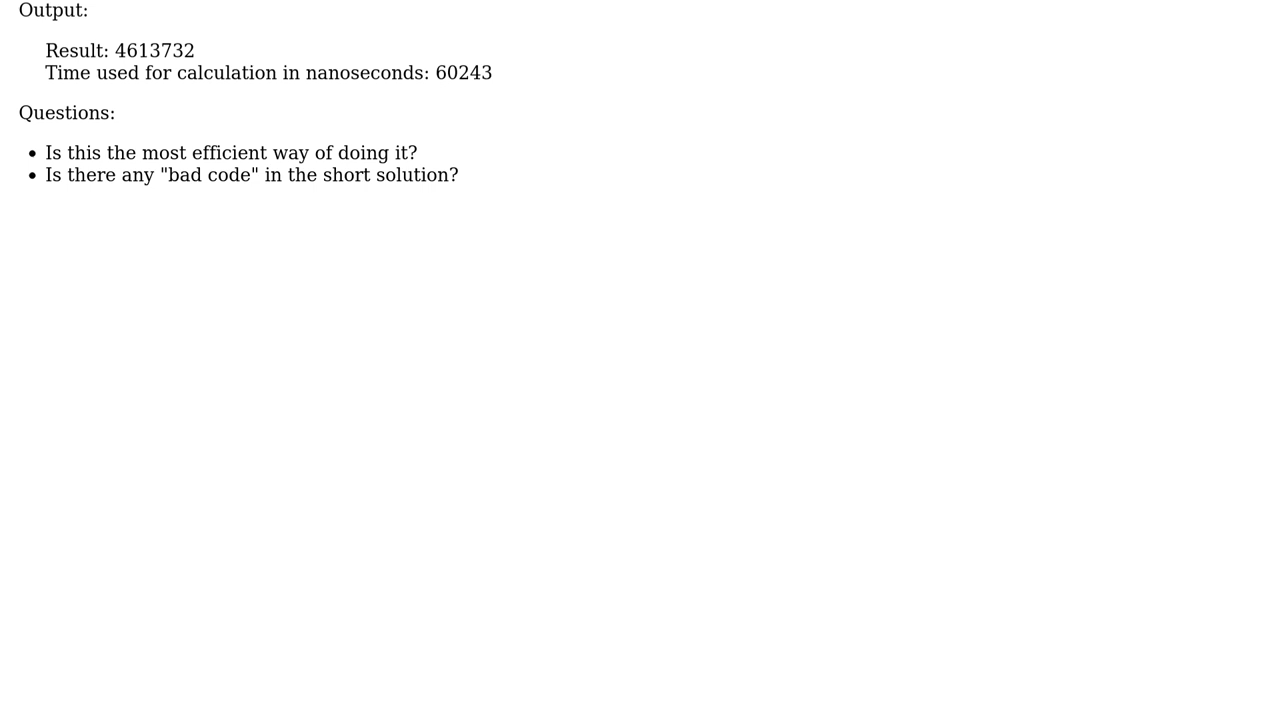 Output:
Result: 4613732
Time used for calculation in nanoseconds: 60243
Questions:
• Is this the most efficient way of doing it?
• Is there any "bad code" in the short solution?